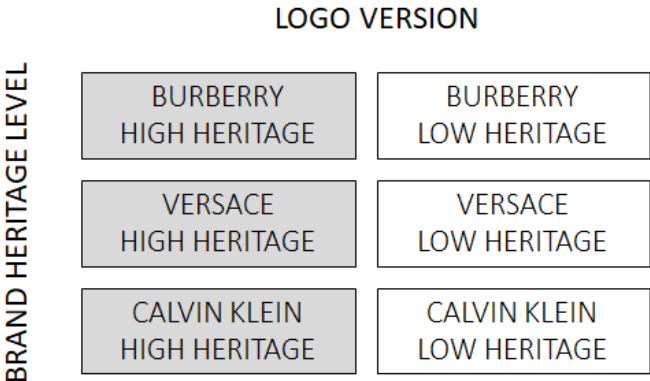 LOGO VERSION
BRAND HERITAGE LEVEL
BURBERRY
HIGH HERITAGE
BURBERRY
LOW HERITAGE
VERSACE
HIGH HERITAGE
VERSACE
LOW HERITAGE
CALVIN KLEIN
HIGH HERITAGE
CALVIN KLEIN
LOW HERITAGE